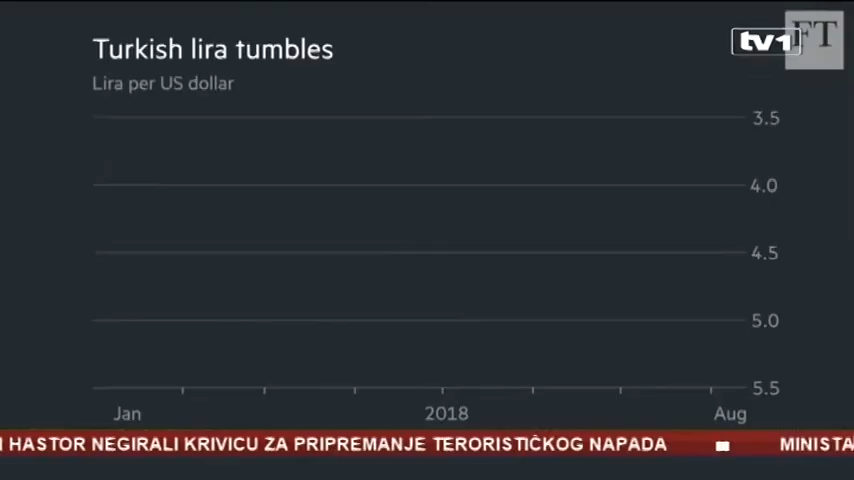 Turkish lira tumbles
tv1
FT
Lira per US dollar
3.5
4.0
4.5
5.0
5.5
Jan 2018 Aug
HASTOR NEGIRALI KRIVICU ZA PRIPREMANJE TERORISTIČKOG NAPADA MINISTA